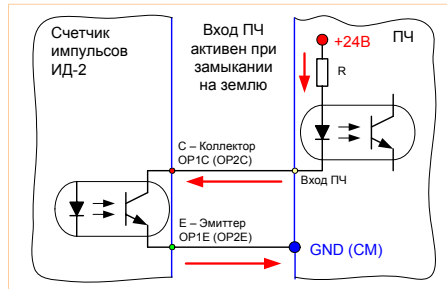 Счетчик
импульсов
ИД-2
Вход ПЧ
активен при
замыкании
на землю
+24В
ПЧ
R
C – Коллектор
OP1C (OP2C)
Вход ПЧ
E – Эмиттер
OP1E (OP2E)
GND (CM)